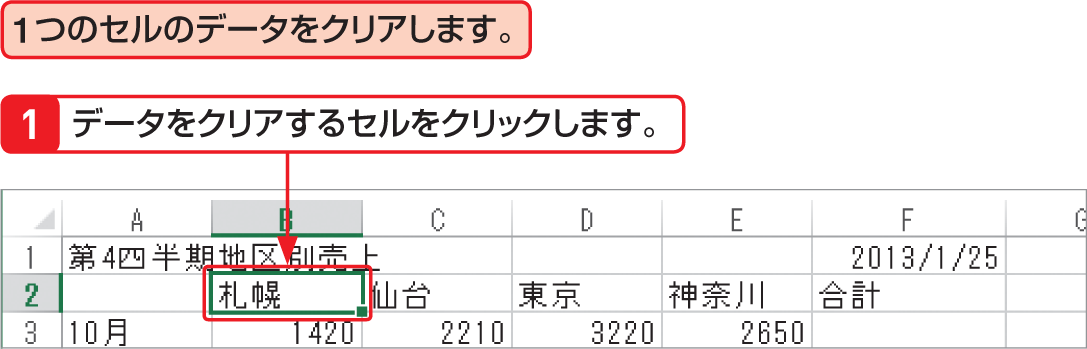 1つのセルのデータをクリアします。
1 データをクリアするセルをクリックします。
A B C D E F G
1 第4四半期地区別売上 2013/1/25
2 札幌 仙台 東京 神奈川 合計
3 10月 1420 2210 3220 2650